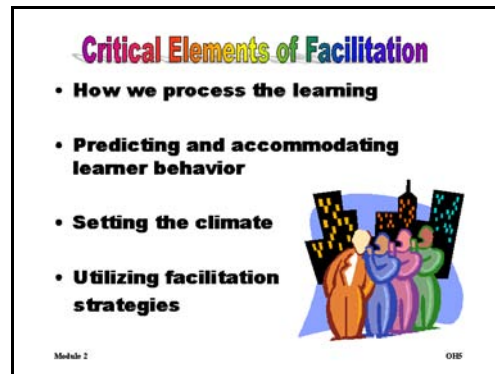 Critical Elements of Facilitation
• How we process the learning
• Predicting and accommodating
learner behavior
• Setting the climate
• Utilizing facilitation
strategies
Module 2
OH5